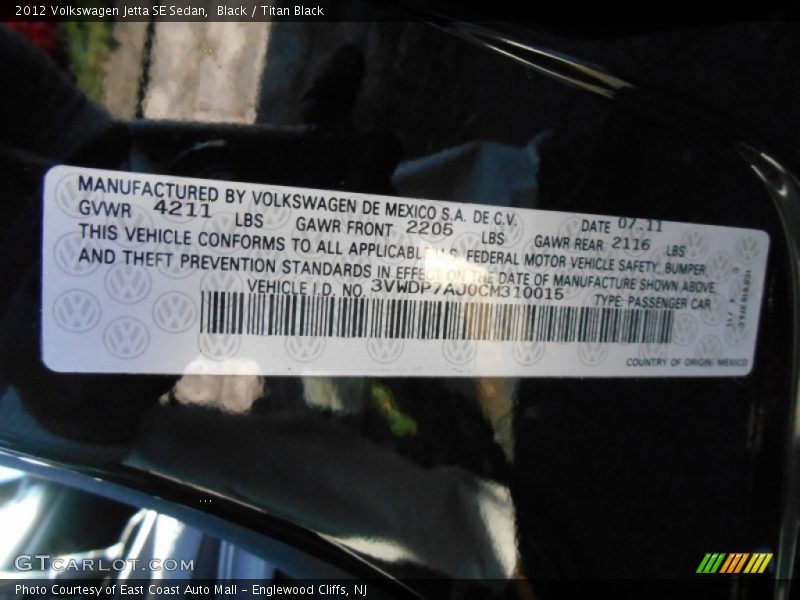 2012 Volkswagen Jetta SE Sedan,  Black / Titan Black
MANUFACTURED BY VOLKSWAGEN DE MEXICO S.A. DE C.V. DATE 07.11
GVWR 4211 LBS GAWR FRONT 2205 LBS GAWR REAR 2116 LBS
THIS VEHICLE CONFORMS TO ALL APPLICABLE U.S. FEDERAL MOTOR VEHICLE SAFETY, BUMPER
AND THEFT PREVENTION STANDARDS IN EFFECT ON THE DATE OF MANUFACTURE SHOWN ABOVE.
VEHICLE I.D. NO. 3VWDP7AJ0CM310015 TYPE: PASSENGER CAR
COUNTRY OF ORIGIN: MEXICO
GTCARLOT.COM
Photo Courtesy of East Coast Auto Mall – Englewood Cliffs, NJ